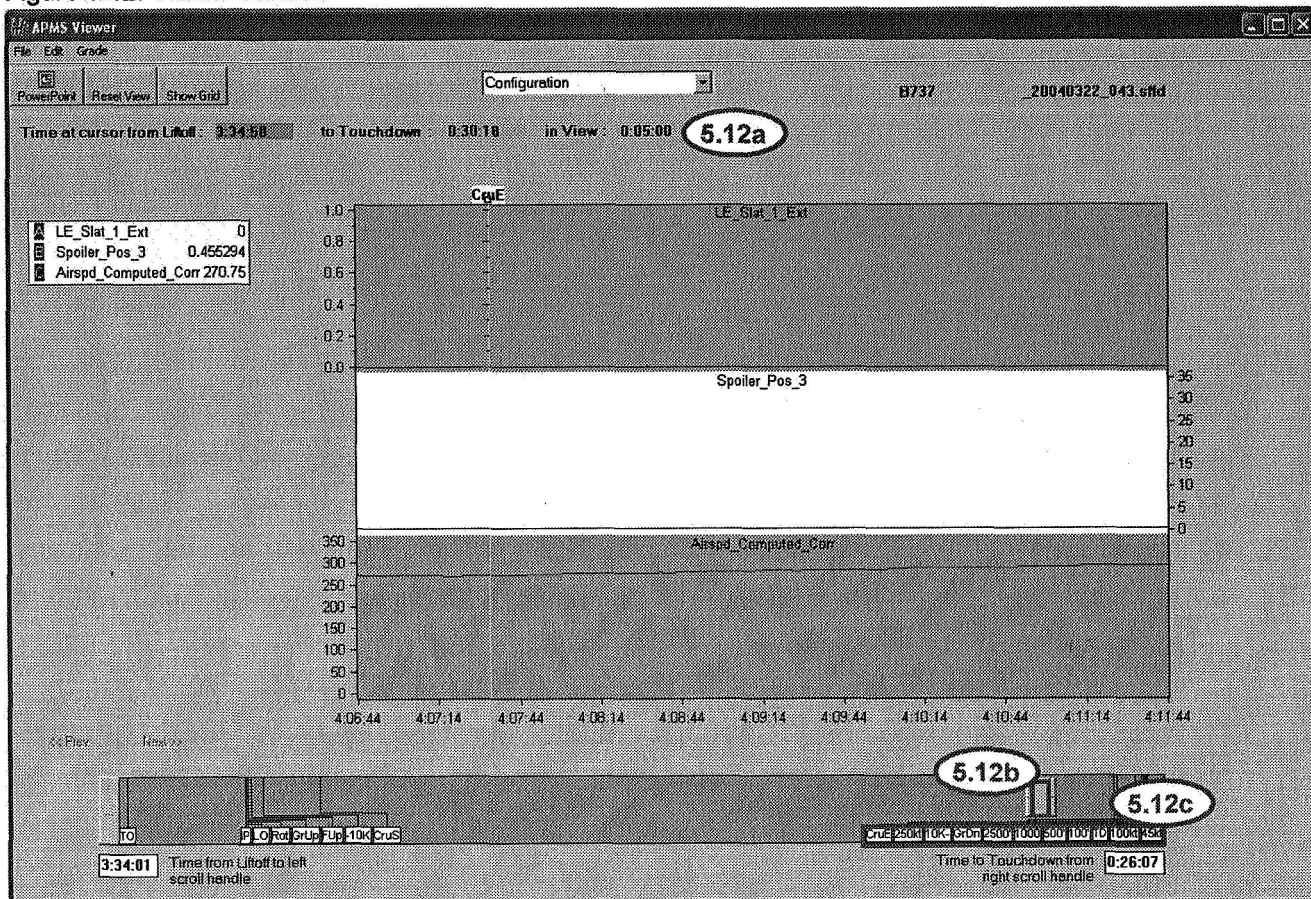 APMS Viewer
File Edit Grade
PowerPoint Reset View Show Grid
Configuration
B737 _20040322_043.sffd
Time at cursor from Liftoff : 3:34:58 to Touchdown : 0:30:10 in View : 0:05:00 5.12a
CruE
A LE_Slat_1_Ext 0
B Spoiler_Pos_3 0.455294
C Airspd_Computed_Corr 270.75
LE_Slat_1_Ext
1.0
0.8
0.6
0.4
0.2
0.0
Spoiler_Pos_3
35
30
25
20
15
10
5
0
Airspd_Computed_Corr
350
300
250
200
150
100
50
0
4:06:44 4:07:14 4:07:44 4:08:14 4:08:44 4:09:14 4:09:44 4:10:14 4:10:44 4:11:14 4:11:44
<< Prev Next >>
5.12b
5.12c
TO IP LO Rot GrUp FUp -10K CruS CruE 250kt 10K- GrDn 2500' 1000' 500' 100' TD 100kt 45kt
3:34:01 Time from Liftoff to left scroll handle
Time to Touchdown from right scroll handle 0:26:07